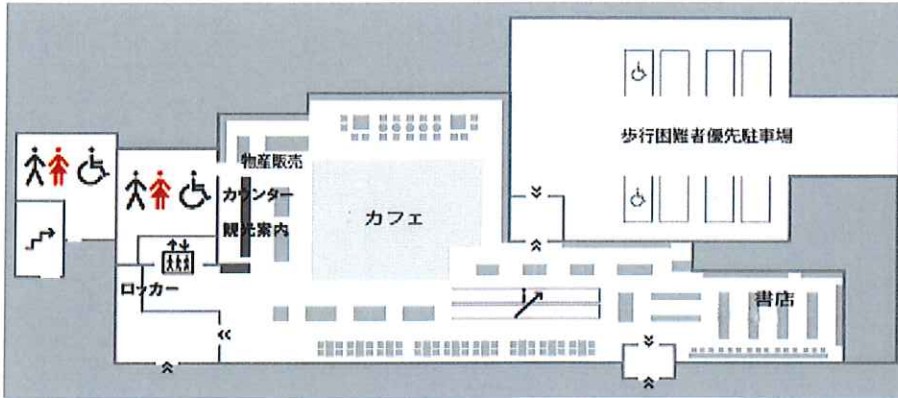 歩行困難者優先駐車場
物産販売
カウンター
カフェ
観光案内
ロッカー
書店